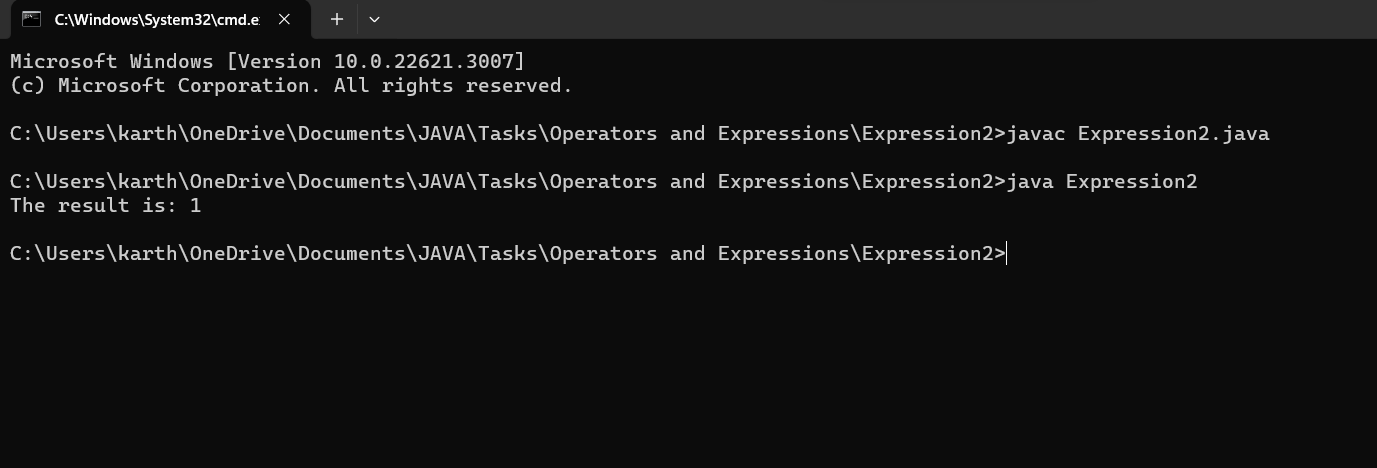 C:\Windows\System32\cmd.e
Microsoft Windows [Version 10.0.22621.3007]
(c) Microsoft Corporation. All rights reserved.
C:\Users\karth\OneDrive\Documents\JAVA\Tasks\Operators and Expressions\Expression2>javac Expression2.java
C:\Users\karth\OneDrive\Documents\JAVA\Tasks\Operators and Expressions\Expression2>java Expression2
The result is: 1
C:\Users\karth\OneDrive\Documents\JAVA\Tasks\Operators and Expressions\Expression2>